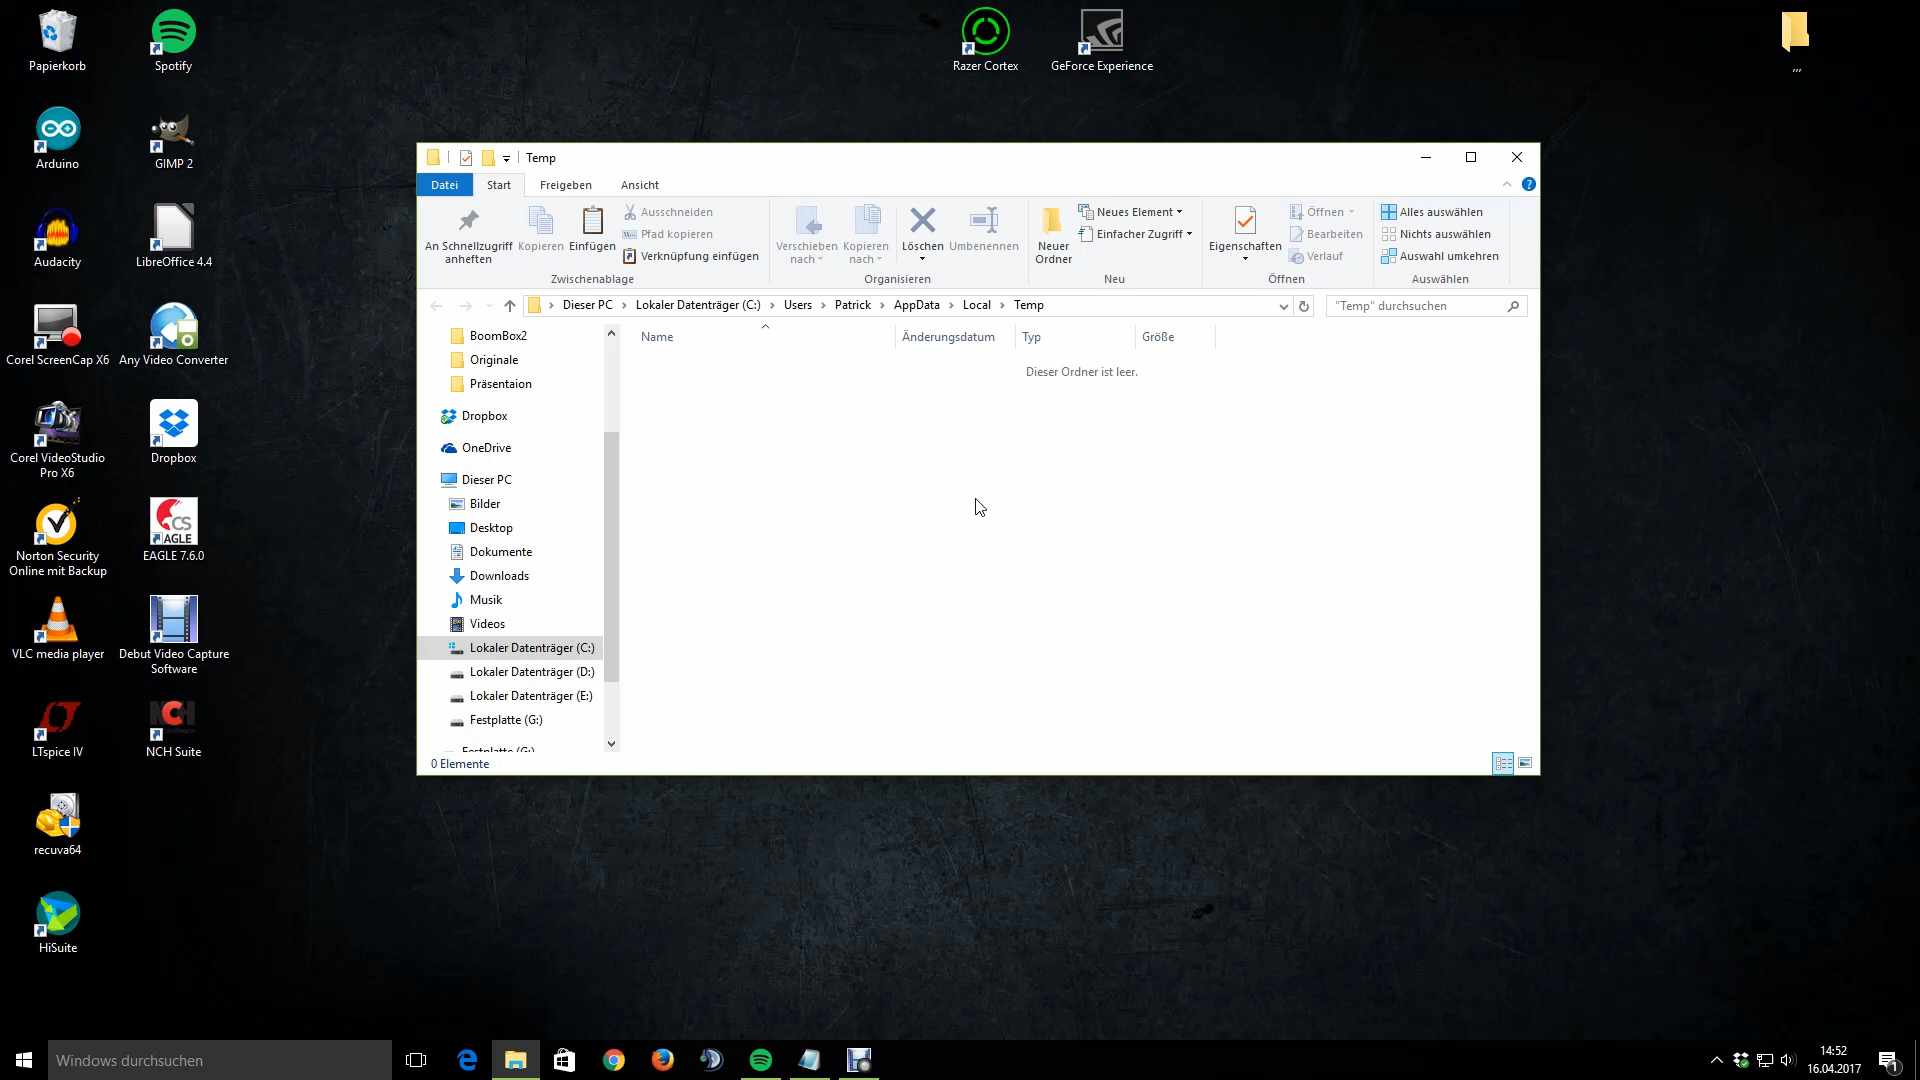 Papierkorb
Spotify
Razer Cortex
GeForce Experience
,,,
Arduino
GIMP 2
Audacity
LibreOffice 4.4
Corel ScreenCap X6
Any Video Converter
Corel VideoStudio
Pro X6
Dropbox
Norton Security
Online mit Backup
CS
AGLE
EAGLE 7.6.0
VLC media player
Debut Video Capture
Software
LTspice IV
NCH
NCH Suite
recuva64
HiSuite
Temp
Datei
Start
Freigeben
Ansicht
An Schnellzugriff
anheften
Kopieren
Einfügen
Ausschneiden
Pfad kopieren
Verknüpfung einfügen
Zwischenablage
Verschieben
nach
Kopieren
nach
Löschen
Umbenennen
Organisieren
Neuer
Ordner
Neues Element
Einfacher Zugriff
Neu
Eigenschaften
Öffnen
Bearbeiten
Verlauf
Öffnen
Alles auswählen
Nichts auswählen
Auswahl umkehren
Auswählen
Dieser PC > Lokaler Datenträger (C:) > Users > Patrick > AppData > Local > Temp
"Temp" durchsuchen
BoomBox2
Originale
Präsentaion
Dropbox
OneDrive
Dieser PC
Bilder
Desktop
Dokumente
Downloads
Musik
Videos
Lokaler Datenträger (C:)
Lokaler Datenträger (D:)
Lokaler Datenträger (E:)
Festplatte (G:)
Festplatte (G:)
Name
Änderungsdatum
Typ
Größe
Dieser Ordner ist leer.
0 Elemente
Windows durchsuchen
14:52
16.04.2017
1